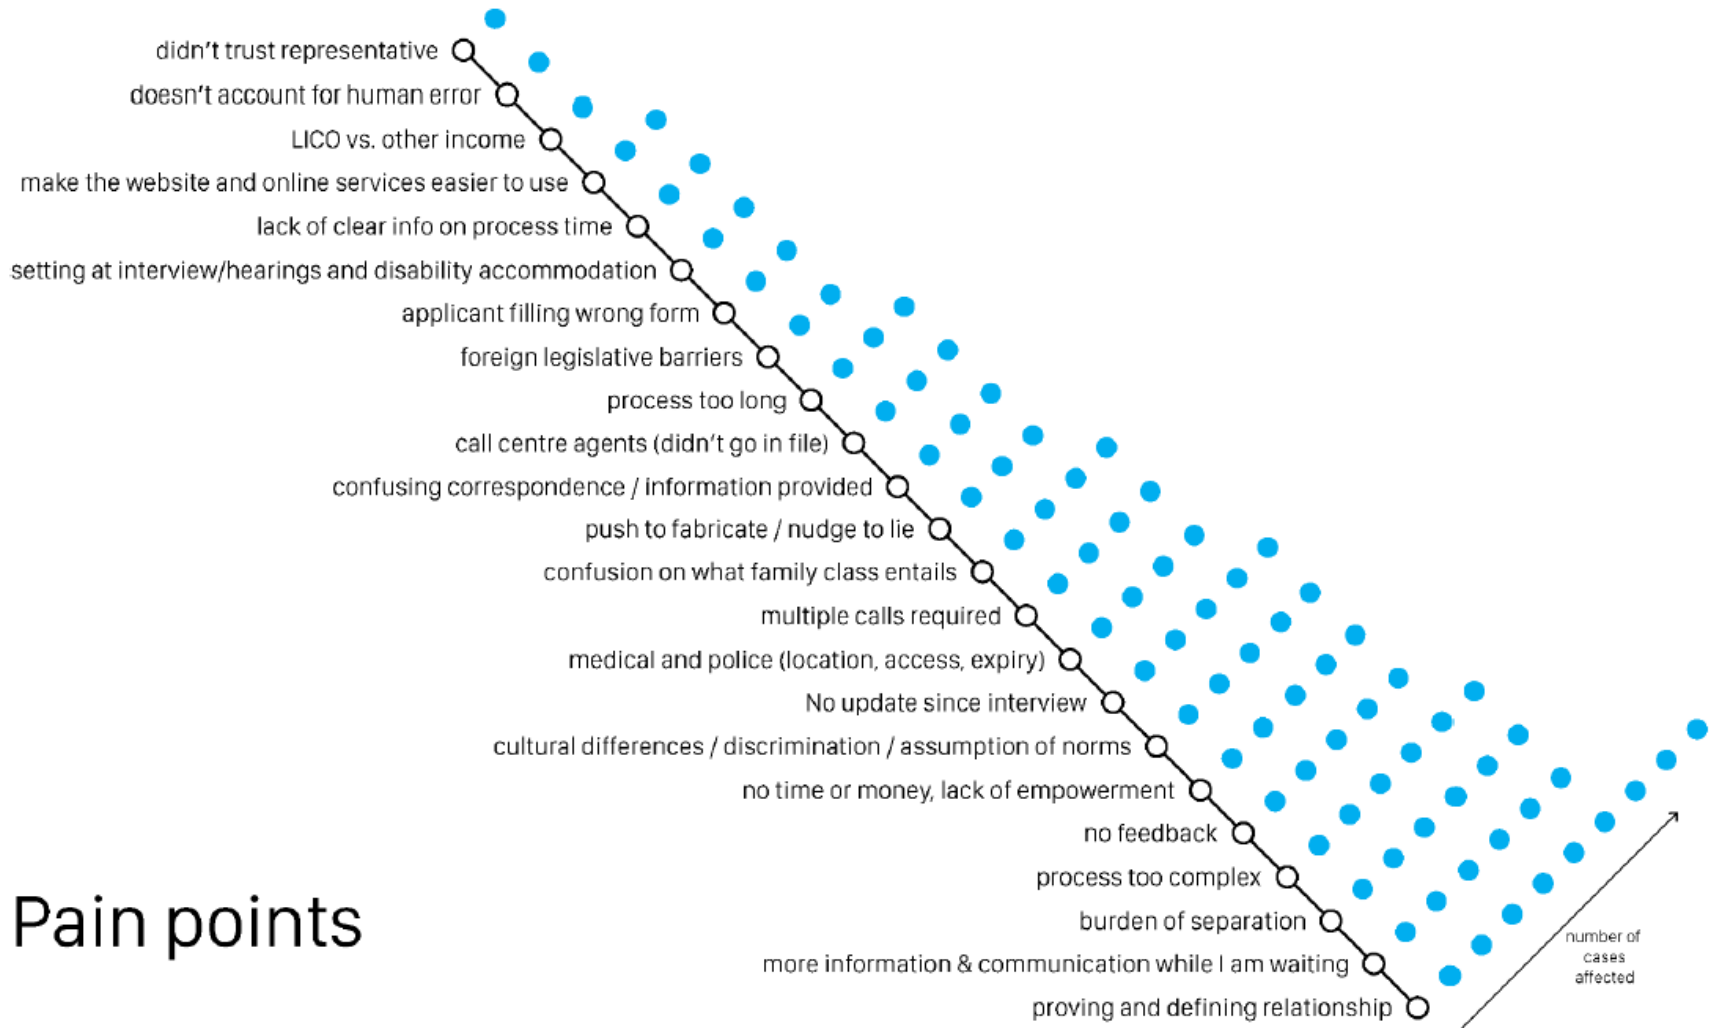 didn't trust representative
doesn't account for human error
LICO vs. other income
make the website and online services easier to use
lack of clear info on process time
setting at interview/hearings and disability accommodation
applicant filling wrong form
foreign legislative barriers
process too long
call centre agents (didn't go in file)
confusing correspondence / information provided
push to fabricate / nudge to lie
confusion on what family class entails
multiple calls required
medical and police (location, access, expiry)
No update since interview
cultural differences / discrimination / assumption of norms
no time or money, lack of empowerment
no feedback
process too complex
burden of separation
more information & communication while I am waiting
proving and defining relationship
Pain points
number of
cases
affected